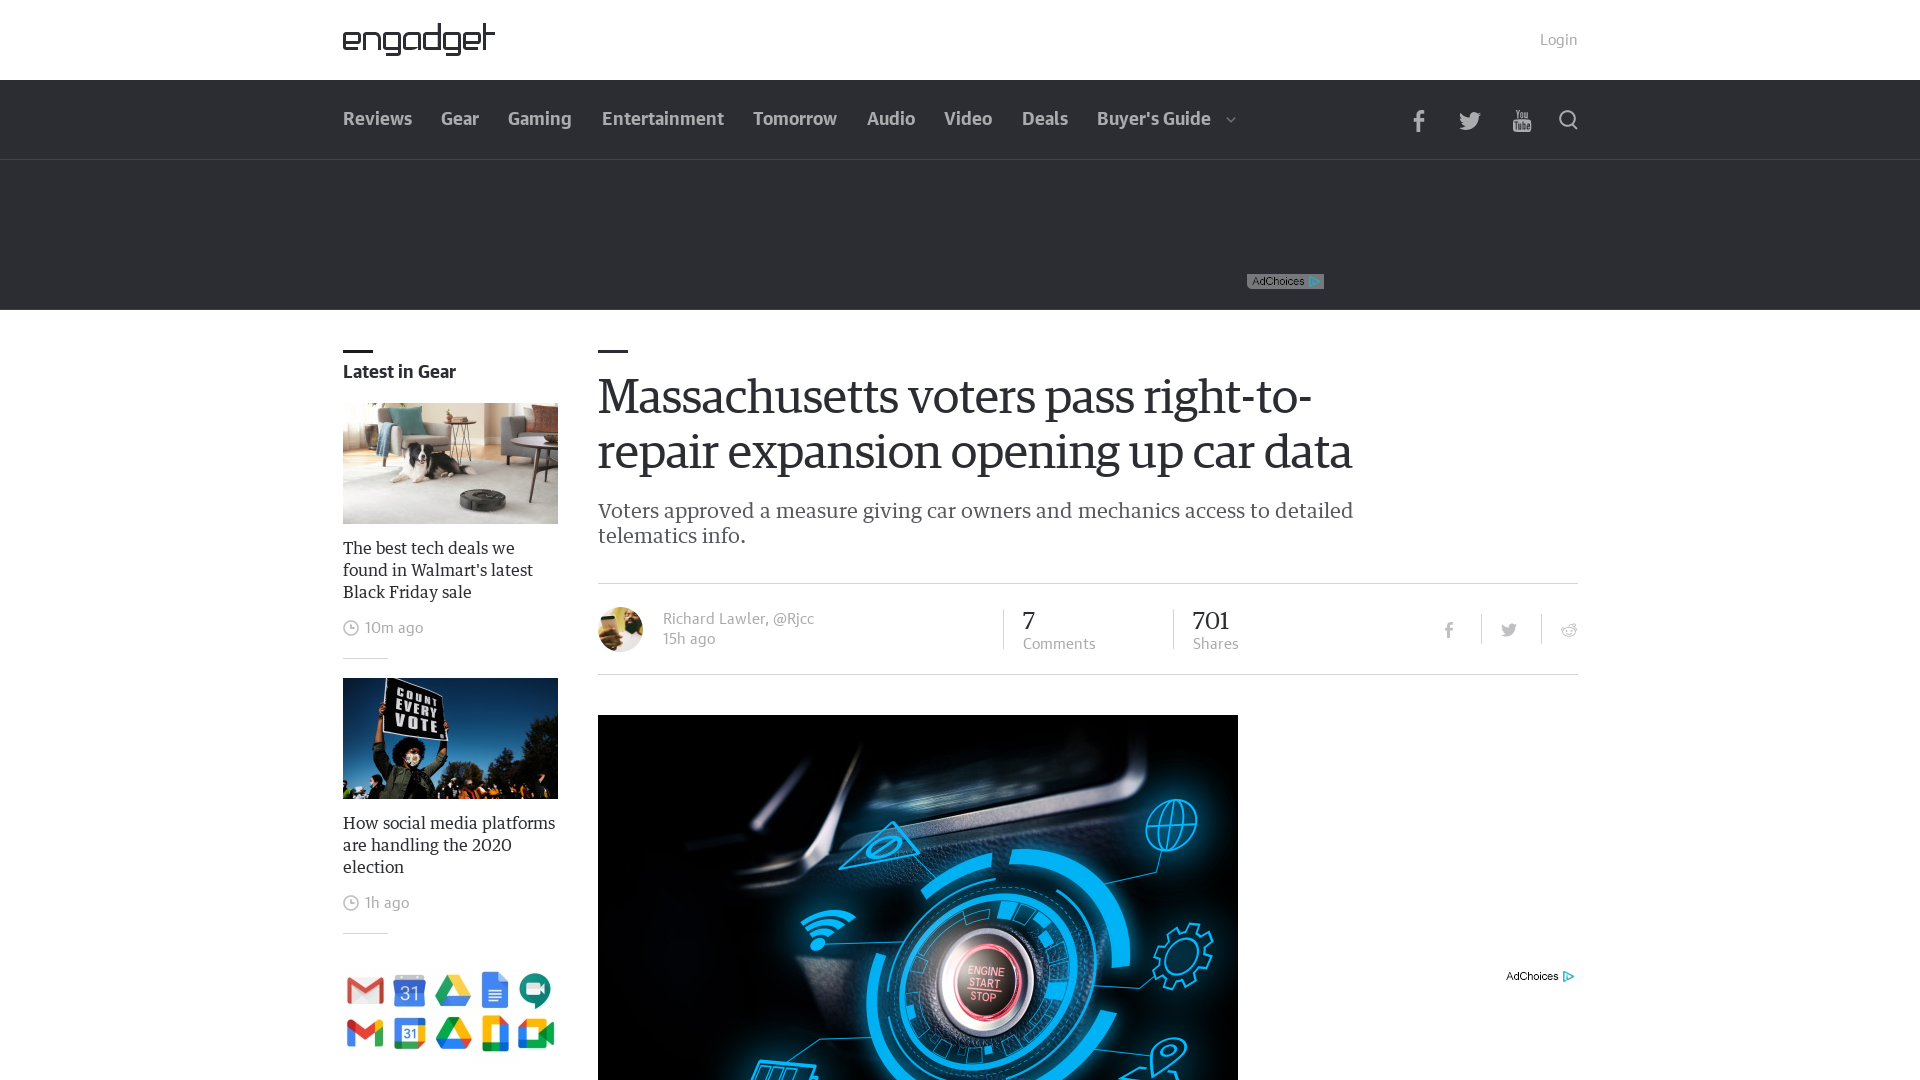 engadget
Login
Reviews Gear Gaming Entertainment Tomorrow Audio Video Deals Buyer's Guide
You
Tube
AdChoices
Latest in Gear
The best tech deals we
found in Walmart's latest
Black Friday sale
10m ago
COUNT
EVERY
VOTE
How social media platforms
are handling the 2020
election
1h ago
31
31
Massachusetts voters pass right-to-
repair expansion opening up car data
Voters approved a measure giving car owners and mechanics access to detailed
telematics info.
Richard Lawler, @Rjcc
15h ago
7
Comments
701
Shares
ENGINE
START
STOP
AdChoices